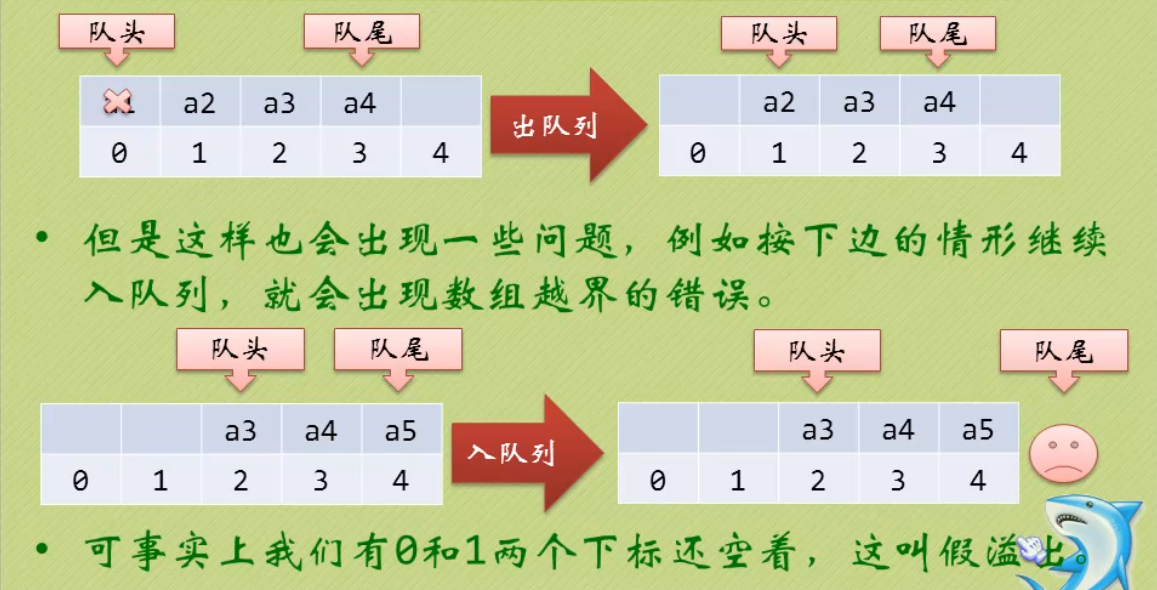 队头 队尾 队头 队尾
a2 a3 a4 出队列 a2 a3 a4
0 1 2 3 4 0 1 2 3 4
• 但是这样也会出现一些问题，例如按下边的情形继续
入队列，就会出现数组越界的错误。
队头 队尾 队头 队尾
a3 a4 a5 入队列 a3 a4 a5
0 1 2 3 4 0 1 2 3 4
• 可事实上我们有0和1两个下标还空着，这叫假溢出。